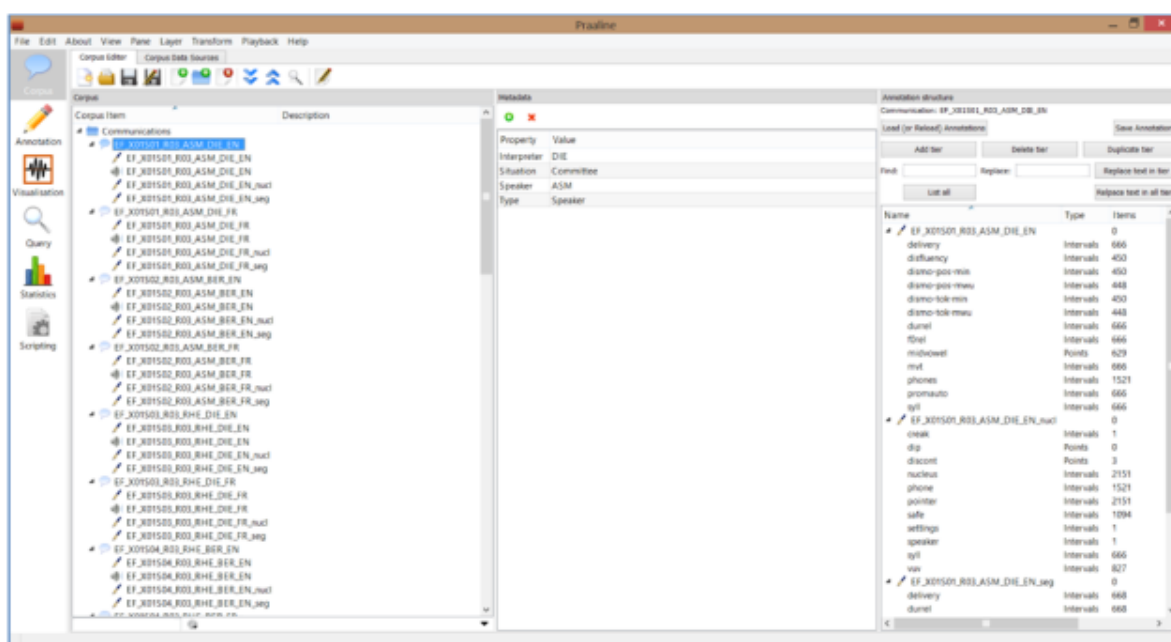 Praaline
File Edit About View Pane Layer Transform Playback Help
Corpus Editor Corpus Data Sources
Corpus
Annotation
Visualisation
Query
Statistics
Scripting
Corpus
Corpus Item Description
Communications
EF_X01S01_R03_ASM_DIE_EN
EF_X01S01_R03_ASM_DIE_EN
EF_X01S01_R03_ASM_DIE_EN
EF_X01S01_R03_ASM_DIE_EN_nucl
EF_X01S01_R03_ASM_DIE_EN_seg
EF_X01S01_R03_ASM_DIE_FR
EF_X01S01_R03_ASM_DIE_FR
EF_X01S01_R03_ASM_DIE_FR
EF_X01S01_R03_ASM_DIE_FR_nucl
EF_X01S01_R03_ASM_DIE_FR_seg
EF_X01S02_R03_ASM_BER_EN
EF_X01S02_R03_ASM_BER_EN
EF_X01S02_R03_ASM_BER_EN
EF_X01S02_R03_ASM_BER_EN_nucl
EF_X01S02_R03_ASM_BER_EN_seg
EF_X01S02_R03_ASM_BER_FR
EF_X01S02_R03_ASM_BER_FR
EF_X01S02_R03_ASM_BER_FR
EF_X01S02_R03_ASM_BER_FR_nucl
EF_X01S02_R03_ASM_BER_FR_seg
EF_X01S03_R03_RHE_DIE_EN
EF_X01S03_R03_RHE_DIE_EN
EF_X01S03_R03_RHE_DIE_EN
EF_X01S03_R03_RHE_DIE_EN_nucl
EF_X01S03_R03_RHE_DIE_EN_seg
EF_X01S03_R03_RHE_DIE_FR
EF_X01S03_R03_RHE_DIE_FR
EF_X01S03_R03_RHE_DIE_FR
EF_X01S03_R03_RHE_DIE_FR_nucl
EF_X01S03_R03_RHE_DIE_FR_seg
EF_X01S04_R03_RHE_BER_EN
EF_X01S04_R03_RHE_BER_EN
EF_X01S04_R03_RHE_BER_EN
EF_X01S04_R03_RHE_BER_EN_nucl
EF_X01S04_R03_RHE_BER_EN_seg
Metadata
Property Value
Interpreter DIE
Situation Committee
Speaker ASM
Type Speaker
Annotation structure
Communication: EF_X01S01_R03_ASM_DIE_EN
Load (or Reload) Annotations Save Annotation
Add tier Delete tier Duplicate tier
Find: Replace: Replace text in tier
List all Relpace text in all tier
Name Type Items
EF_X01S01_R03_ASM_DIE_EN 0
delivery Intervals 666
disfluency Intervals 450
dismo-pos-min Intervals 450
dismo-pos-mwu Intervals 448
dismo-tok-min Intervals 450
dismo-tok-mwu Intervals 448
durrel Intervals 666
f0rel Intervals 666
midvowel Points 629
mvt Intervals 666
phones Intervals 1521
promauto Intervals 666
syll Intervals 666
EF_X01S01_R03_ASM_DIE_EN_nucl 0
creak Intervals 1
dip Points 0
discont Points 3
nucleus Intervals 2151
phone Intervals 1521
pointer Intervals 2151
safe Intervals 1094
settings Intervals 1
speaker Intervals 1
syll Intervals 666
vuv Intervals 827
EF_X01S01_R03_ASM_DIE_EN_seg 0
delivery Intervals 668
durrel Intervals 668